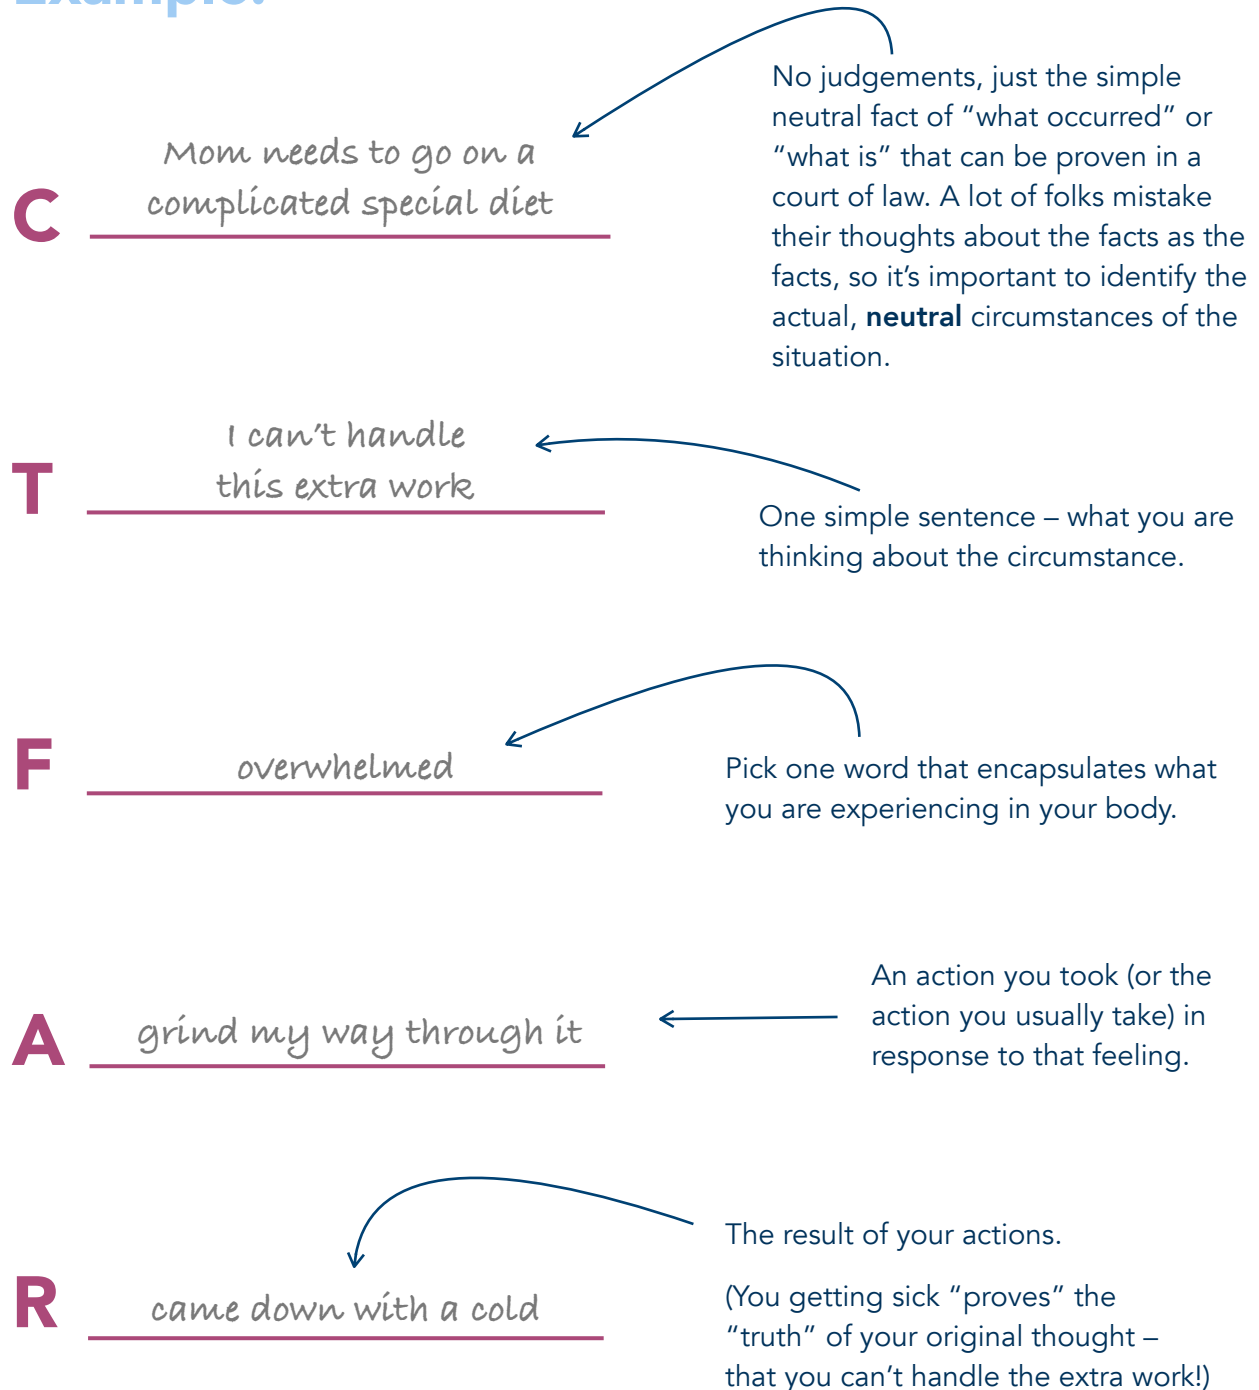 Example:
No judgements, just the simple
neutral fact of “what occurred” or
“what is” that can be proven in a
court of law. A lot of folks mistake
their thoughts about the facts as the
facts, so it’s important to identify the
actual, neutral circumstances of the
situation.
Mom needs to go on a
complicated special diet
C
I can’t handle
this extra work
T
One simple sentence – what you are
thinking about the circumstance.
F
overwhelmed
Pick one word that encapsulates what
you are experiencing in your body.
A
grind my way through it
An action you took (or the
action you usually take) in
response to that feeling.
R
came down with a cold
The result of your actions.
(You getting sick “proves” the
“truth” of your original thought –
that you can’t handle the extra work!)